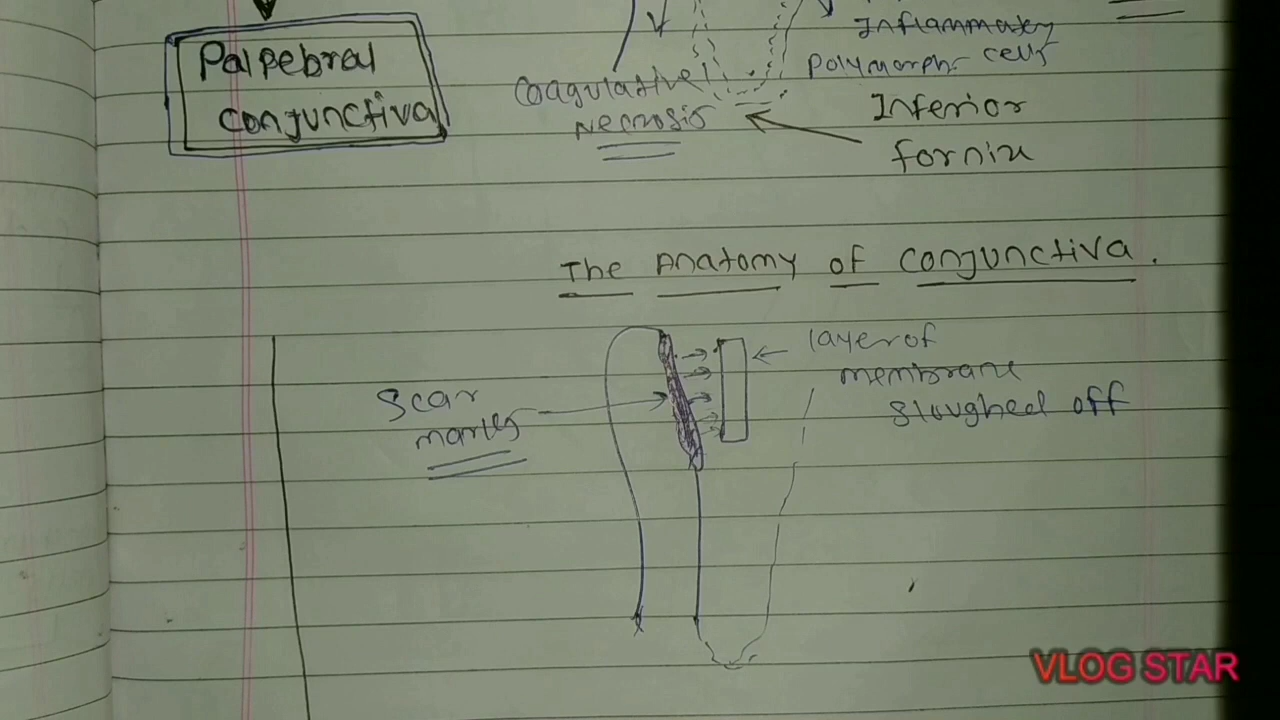 Inflammatory
Palpebral
conjunctiva
polymorph. cells
Coagulative
necrosis
Inferior
fornix
The Anatomy of conjunctiva.
layer of
membrane
sloughed off
Scar
marks
VLOG STAR